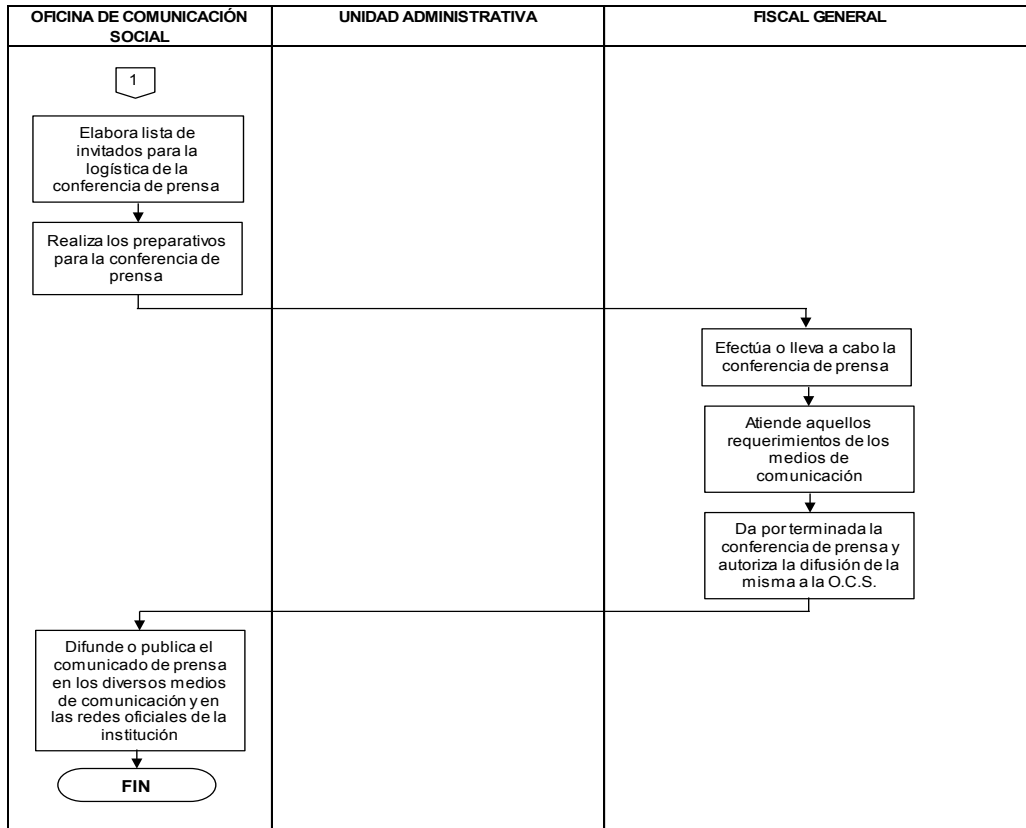 OFICINA DE COMUNICACIÓN
SOCIAL
UNIDAD ADMINISTRATIVA
FISCAL GENERAL
1
Elabora lista de
invitados para la
logística de la
conferencia de prensa
Realiza los preparativos
para la conferencia de
prensa
Efectúa o lleva a cabo la
conferencia de prensa
Atiende aquellos
requerimientos de los
medios de
comunicación
Da por terminada la
conferencia de prensa y
autoriza la difusión de la
misma a la O.C.S.
Difunde o publica el
comunicado de prensa
en los diversos medios
de comunicación y en
las redes oficiales de la
institución
FIN